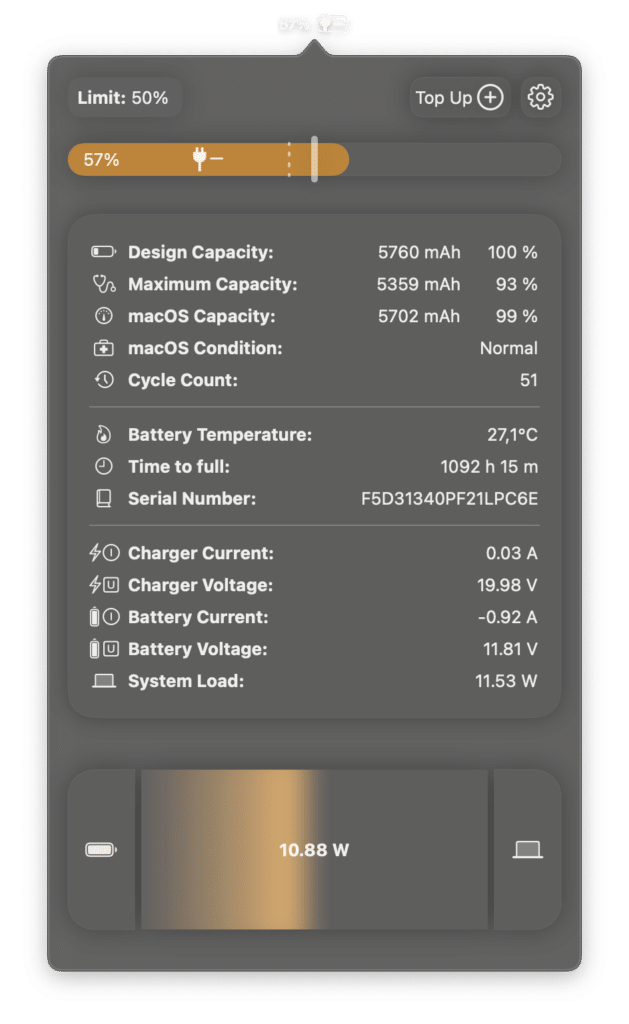 57%
Limit: 50%
Top Up
57%
Design Capacity: 5760 mAh 100 %
Maximum Capacity: 5359 mAh 93 %
macOS Capacity: 5702 mAh 99 %
macOS Condition: Normal
Cycle Count: 51
Battery Temperature: 27,1°C
Time to full: 1092 h 15 m
Serial Number: F5D31340PF21LPC6E
Charger Current: 0.03 A
Charger Voltage: 19.98 V
Battery Current: -0.92 A
Battery Voltage: 11.81 V
System Load: 11.53 W
10.88 W